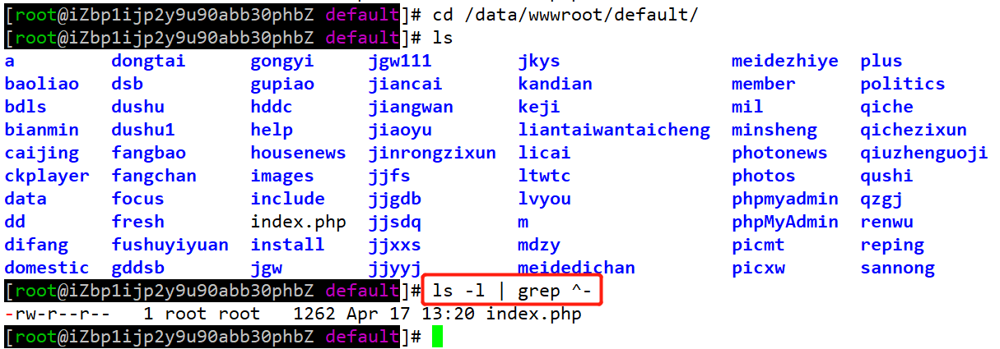 [root@iZbp1ijp2y9u90abb30phbZ default]# cd /data/wwwroot/default/
[root@iZbp1ijp2y9u90abb30phbZ default]# ls
a dongtai gongyi jgw111 jkys meidezhiye plus
baoliao dsb gupiao jiancai kandian member politics
bdls dushu hddc jiangwan keji mil qiche
bianmin dushu1 help jiaoyu liantaiwantaicheng minsheng qichezixun
caijing fangbao housenews jinrongzixun licai photonews qiuzhenguoji
ckplayer fangchan images jjfs ltwtc photos qushi
data focus include jjgdb lvyou phpmyadmin qzgj
dd fresh index.php jjsdq m phpMyAdmin renwu
difang fushuyiyuan install jjxxs mdzy picmt reping
domestic gddsb jgw jjyyj meidedichan picxw sannong
[root@iZbp1ijp2y9u90abb30phbZ default]# ls -l | grep ^-
-rw-r--r-- 1 root root 1262 Apr 17 13:20 index.php
[root@iZbp1ijp2y9u90abb30phbZ default]#